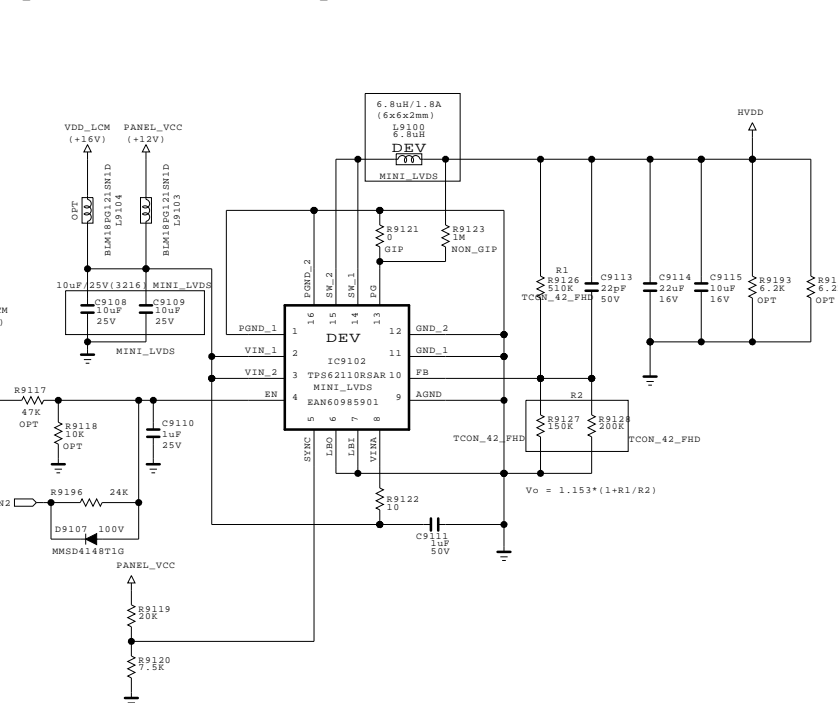 6.8uH/1.8A
(6x6x2mm)
L9100
6.8uH
DEV
MINI_LVDS
HVDD
VDD_LCM
(+16V)
PANEL_VCC
(+12V)
OPT
BLM18PG121SN1D
L9104
BLM18PG121SN1D
L9103
10uF/25V(3216) MINI_LVDS
C9108
10uF
25V
C9109
10uF
25V
MINI_LVDS
CM
)
R9121
0
GIP
R9123
1M
NON_GIP
PGND_2
SW_2
SW_1
PG
16
15
14
13
PGND_1
1
VIN_1
2
VIN_2
3
EN
4
DEV
IC9102
TPS62110RSAR
MINI_LVDS
EAN60985901
12
GND_2
11
GND_1
10
FB
9
AGND
5
6
7
8
SYNC
LBO
LBI
VINA
R1
R9126
510K
TCON_42_FHD
C9113
22pF
50V
C9114
22uF
16V
C9115
10uF
16V
R9193
6.2K
OPT
R91
6.2
OPT
R2
R9127
150K
R9128
200K
TCON_42_FHD
TCON_42_FHD
Vo = 1.153*(1+R1/R2)
R9117
47K
OPT
R9118
10K
OPT
C9110
1uF
25V
N2
R9196
24K
D9107
100V
MMSD4148T1G
R9122
10
C9111
1uF
50V
PANEL_VCC
R9119
20K
R9120
7.5K